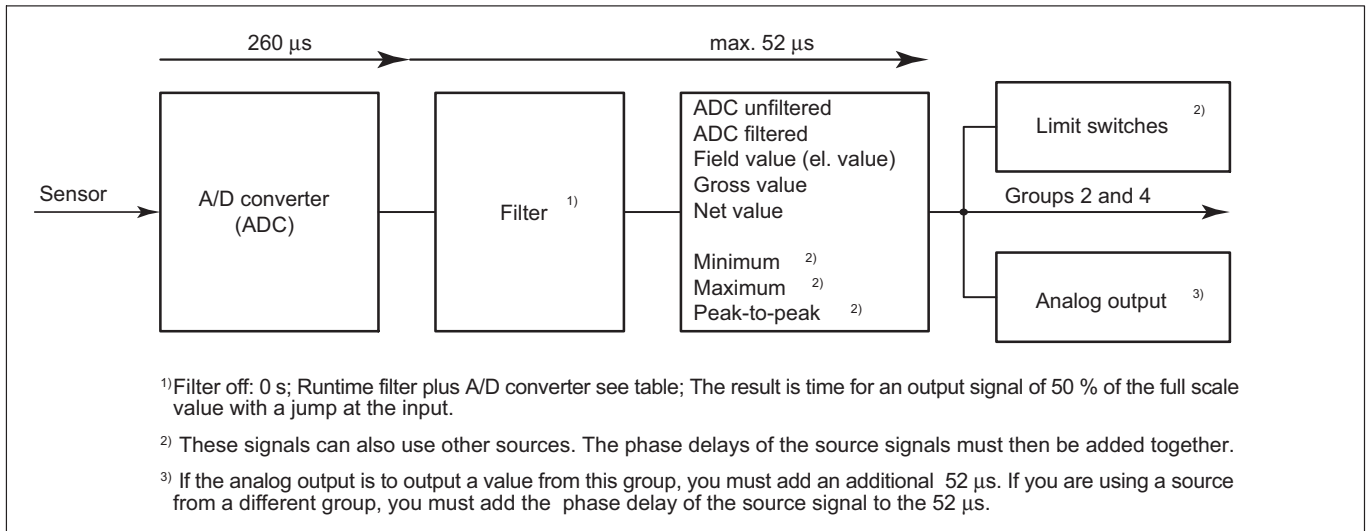 260 μs
max. 52 μs
Sensor
A/D converter
(ADC)
Filter 1)
ADC unfiltered
ADC filtered
Field value (el. value)
Gross value
Net value
Minimum 2)
Maximum 2)
Peak-to-peak 2)
Limit switches 2)
Groups 2 and 4
Analog output 3)
1) Filter off: 0 s; Runtime filter plus A/D converter see table; The result is time for an output signal of 50 % of the full scale
value with a jump at the input.
2) These signals can also use other sources. The phase delays of the source signals must then be added together.
3) If the analog output is to output a value from this group, you must add an additional 52 μs. If you are using a source
from a different group, you must add the phase delay of the source signal to the 52 μs.